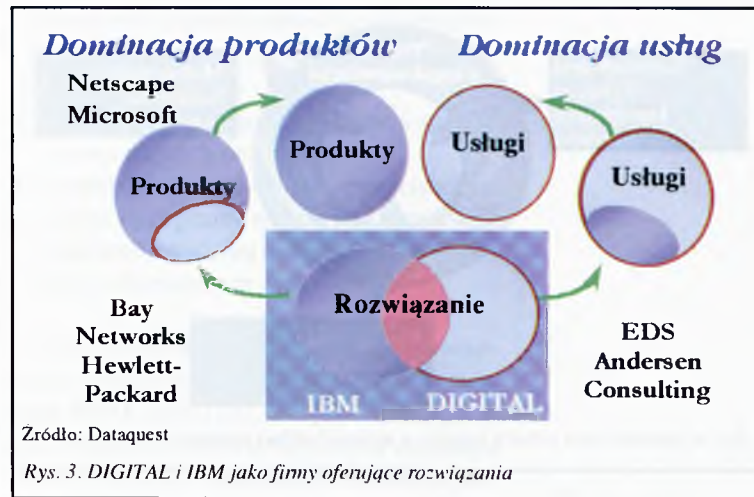 Dominacja produktów
Dominacja usług
Netscape
Microsoft
Produkty
Produkty
Usługi
Usługi
Rozwiązanie
Bay
Networks
Hewlett-
Packard
EDS
Andersen
Consulting
IBM
DIGITAL
Źródło: Dataquest
Rys. 3. DIGITAL i IBM jako firmy oferujące rozwiązania